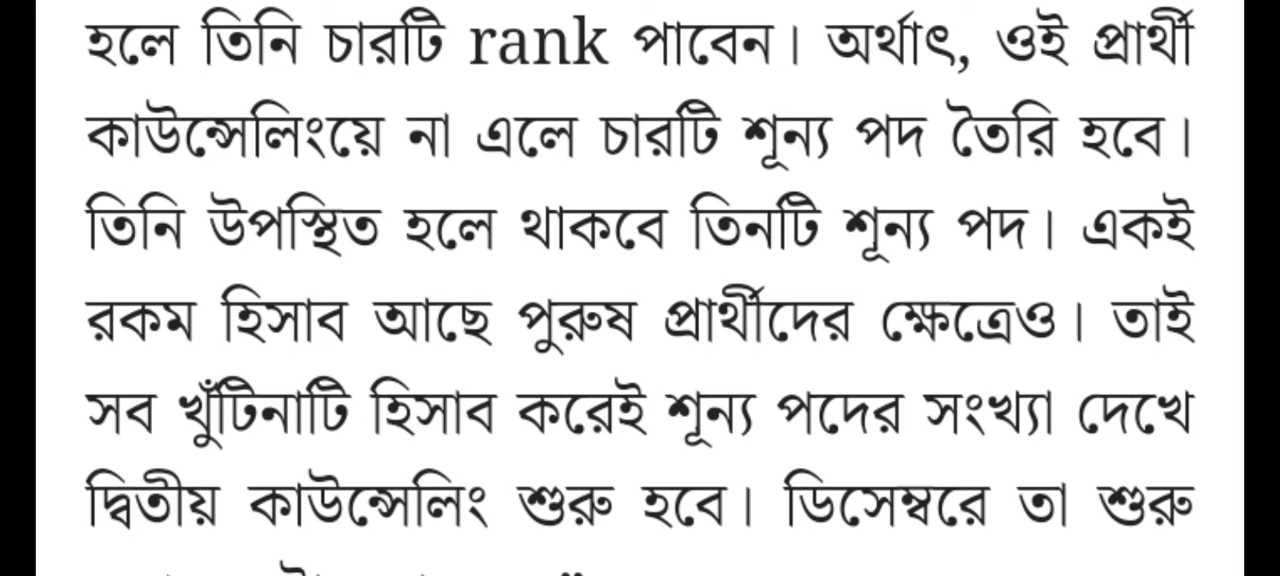 হলে তিনি চারটি rank পাবেন। অর্থাৎ, ওই প্রার্থী
কাউন্সেলিংয়ে না এলে চারটি শূন্য পদ তৈরি হবে।
তিনি উপস্থিত হলে থাকবে তিনটি শূন্য পদ। একই
রকম হিসাব আছে পুরুষ প্রার্থীদের ক্ষেত্রেও। তাই
সব খুঁটিনাটি হিসাব করেই শূন্য পদের সংখ্যা দেখে
দ্বিতীয় কাউন্সেলিং শুরু হবে। ডিসেম্বরে তা শুরু